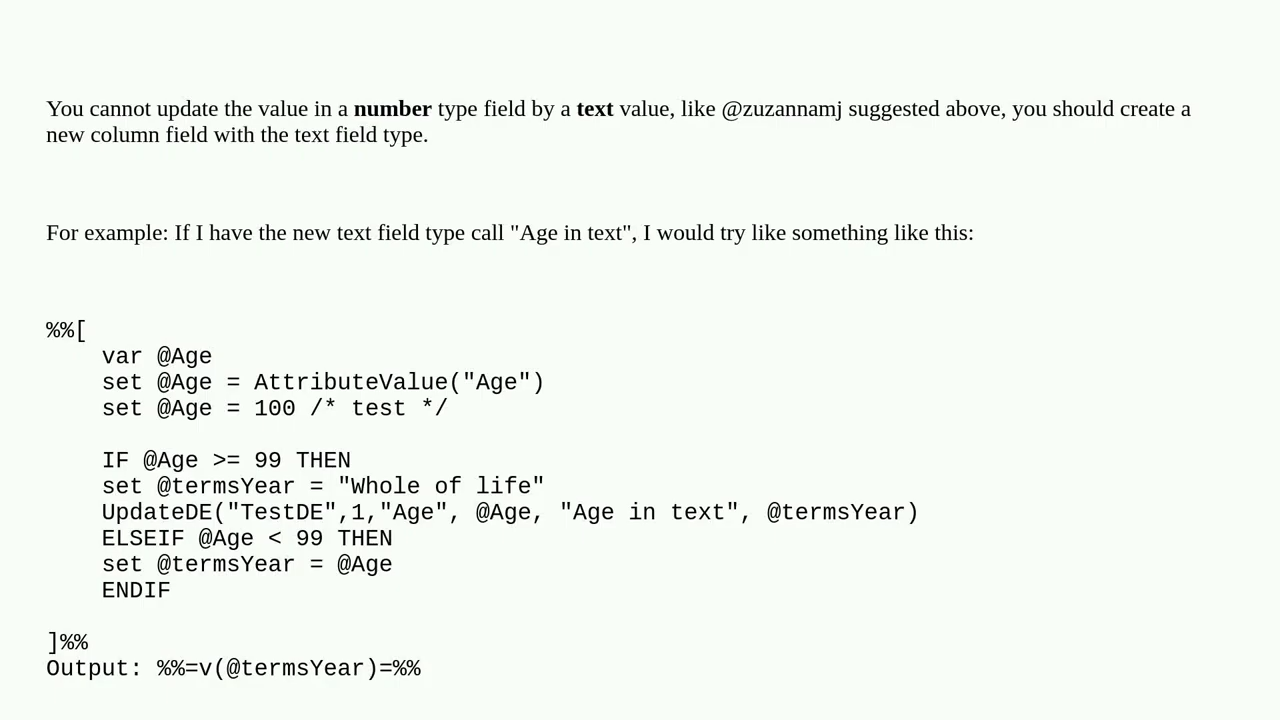 You cannot update the value in a number type field by a text value, like @zuzannamj suggested above, you should create a
new column field with the text field type.
For example: If I have the new text field type call "Age in text", I would try like something like this:
%%[
var @Age
set @Age = AttributeValue("Age")
set @Age = 100 /* test */
IF @Age >= 99 THEN
set @termsYear = "Whole of life"
UpdateDE("TestDE",1,"Age", @Age, "Age in text", @termsYear)
ELSEIF @Age < 99 THEN
set @termsYear = @Age
ENDIF
]%%
Output: %%=v(@termsYear)=%%